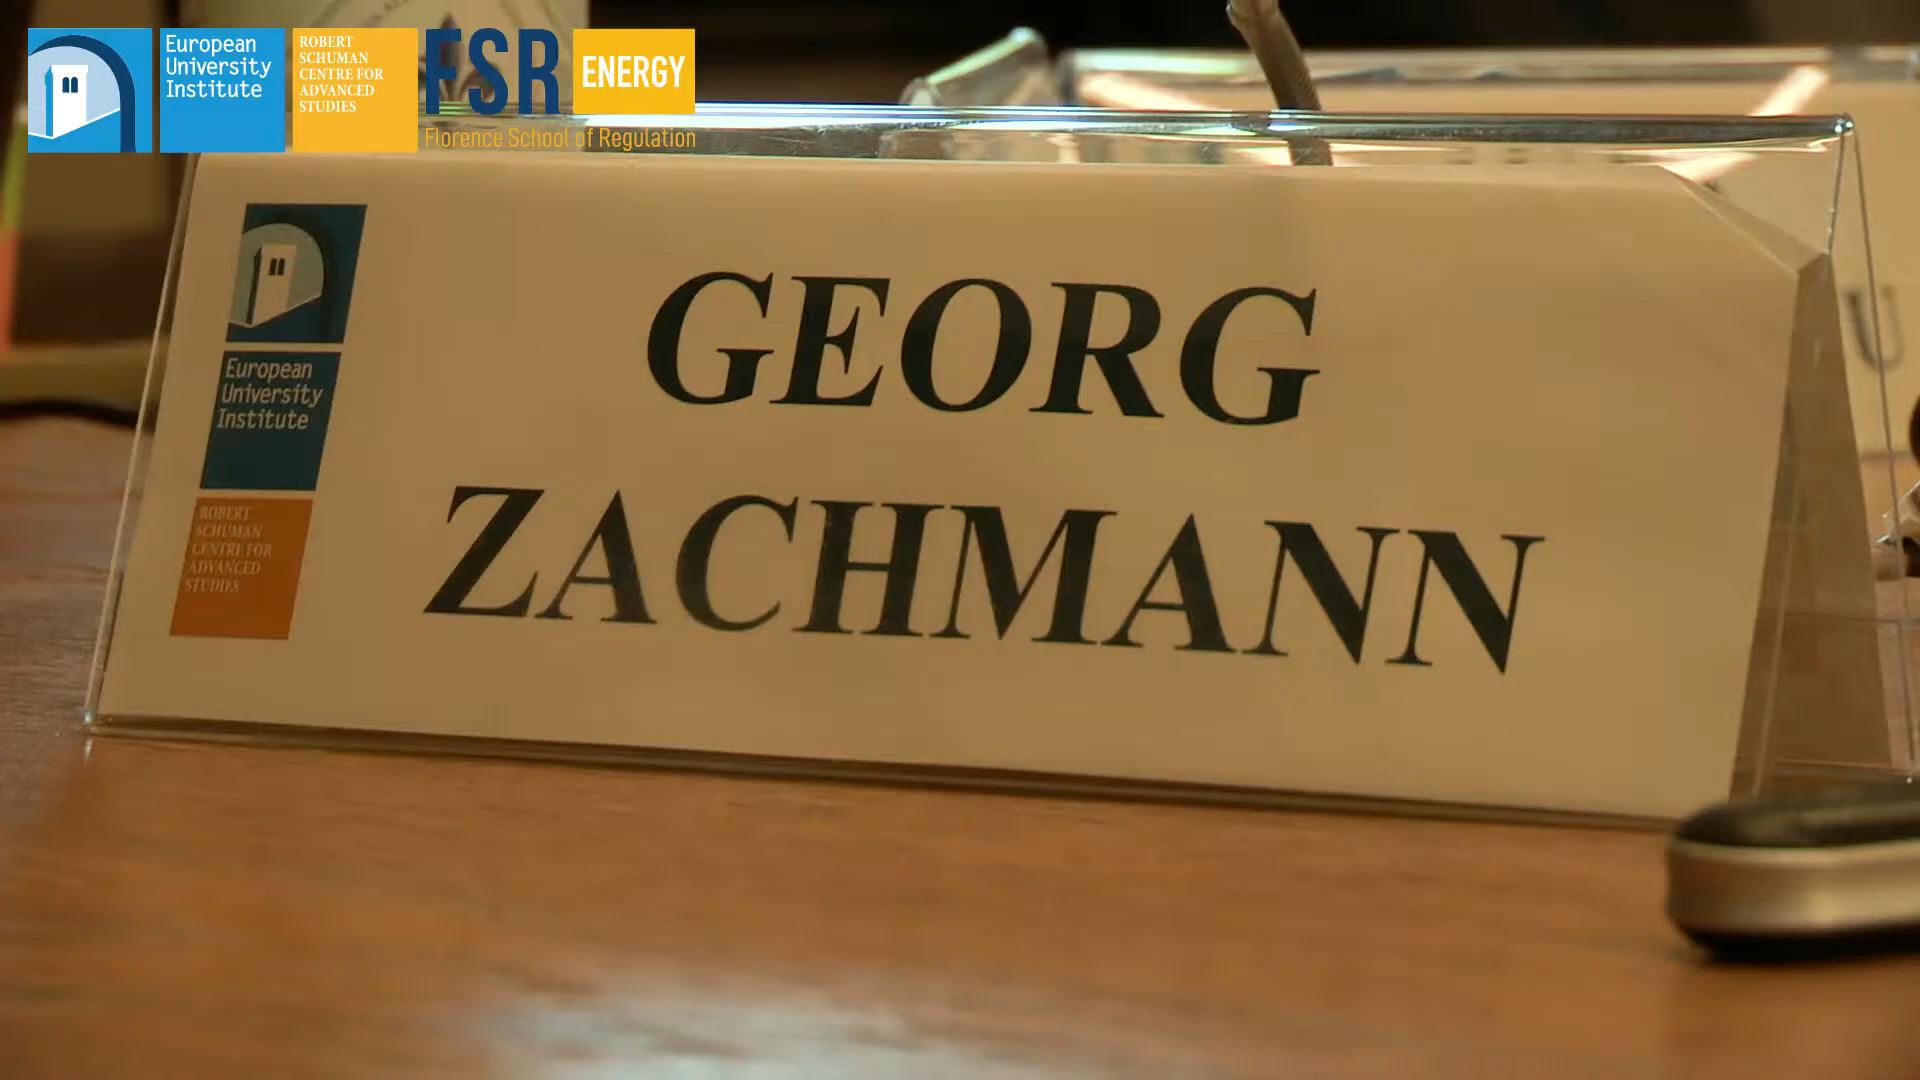 European
University
Institute
ROBERT
SCHUMAN
CENTRE FOR
ADVANCED
STUDIES
FSR
ENERGY
Florence School of Regulation
GEORG
ZACHMANN
European
University
Institute
ROBERT
SCHUMAN
CENTRE FOR
ADVANCED
STUDIES
U